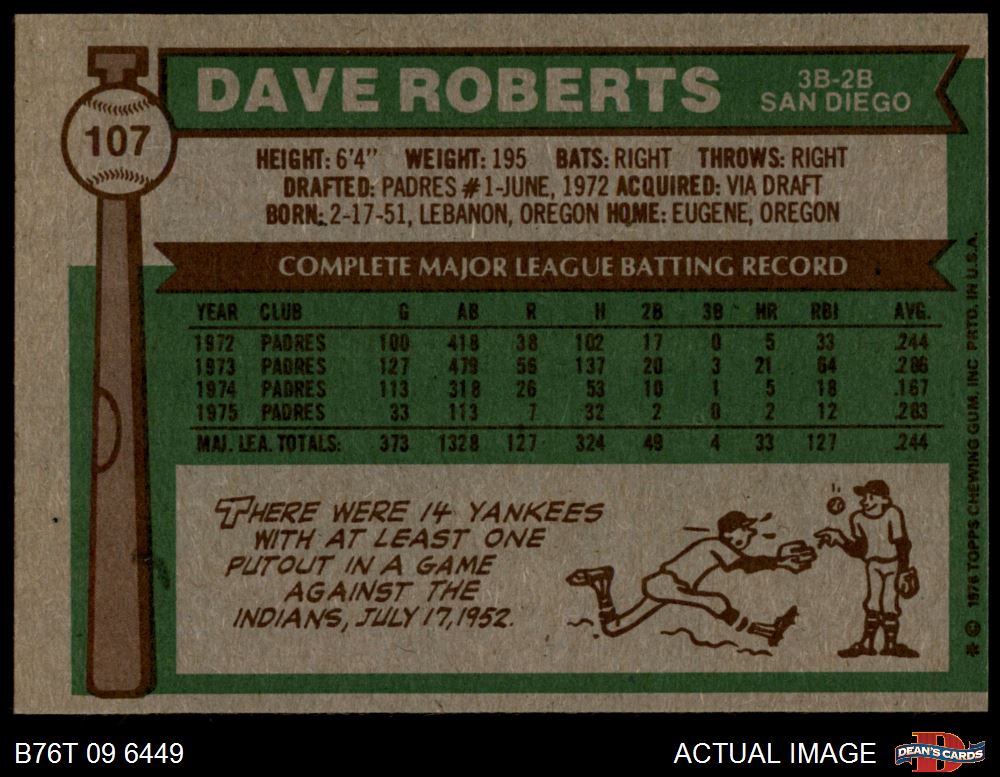 107
DAVE ROBERTS
3B-2B
SAN DIEGO
HEIGHT: 6'4" WEIGHT: 195 BATS: RIGHT THROWS: RIGHT
DRAFTED: PADRES #1-JUNE, 1972 ACQUIRED: VIA DRAFT
BORN: 2-17-51, LEBANON, OREGON HOME: EUGENE, OREGON
COMPLETE MAJOR LEAGUE BATTING RECORD
YEAR CLUB G AB R H 2B 3B HR RBI AVG.
1972 PADRES 100 418 38 102 17 0 5 33 .244
1973 PADRES 127 479 56 137 20 3 21 64 .286
1974 PADRES 113 318 26 53 10 1 5 18 .167
1975 PADRES 33 113 7 32 2 0 2 12 .283
MAJ. LEA. TOTALS: 373 1328 127 324 49 4 33 127 .244
THERE WERE 14 YANKEES
WITH AT LEAST ONE
PUTOUT IN A GAME
AGAINST THE
INDIANS, JULY 17, 1952.
* © 1976 TOPPS CHEWING GUM, INC PRTD. IN U.S.A.
B76T 09 6449
ACTUAL IMAGE
D
DEAN'S CARDS